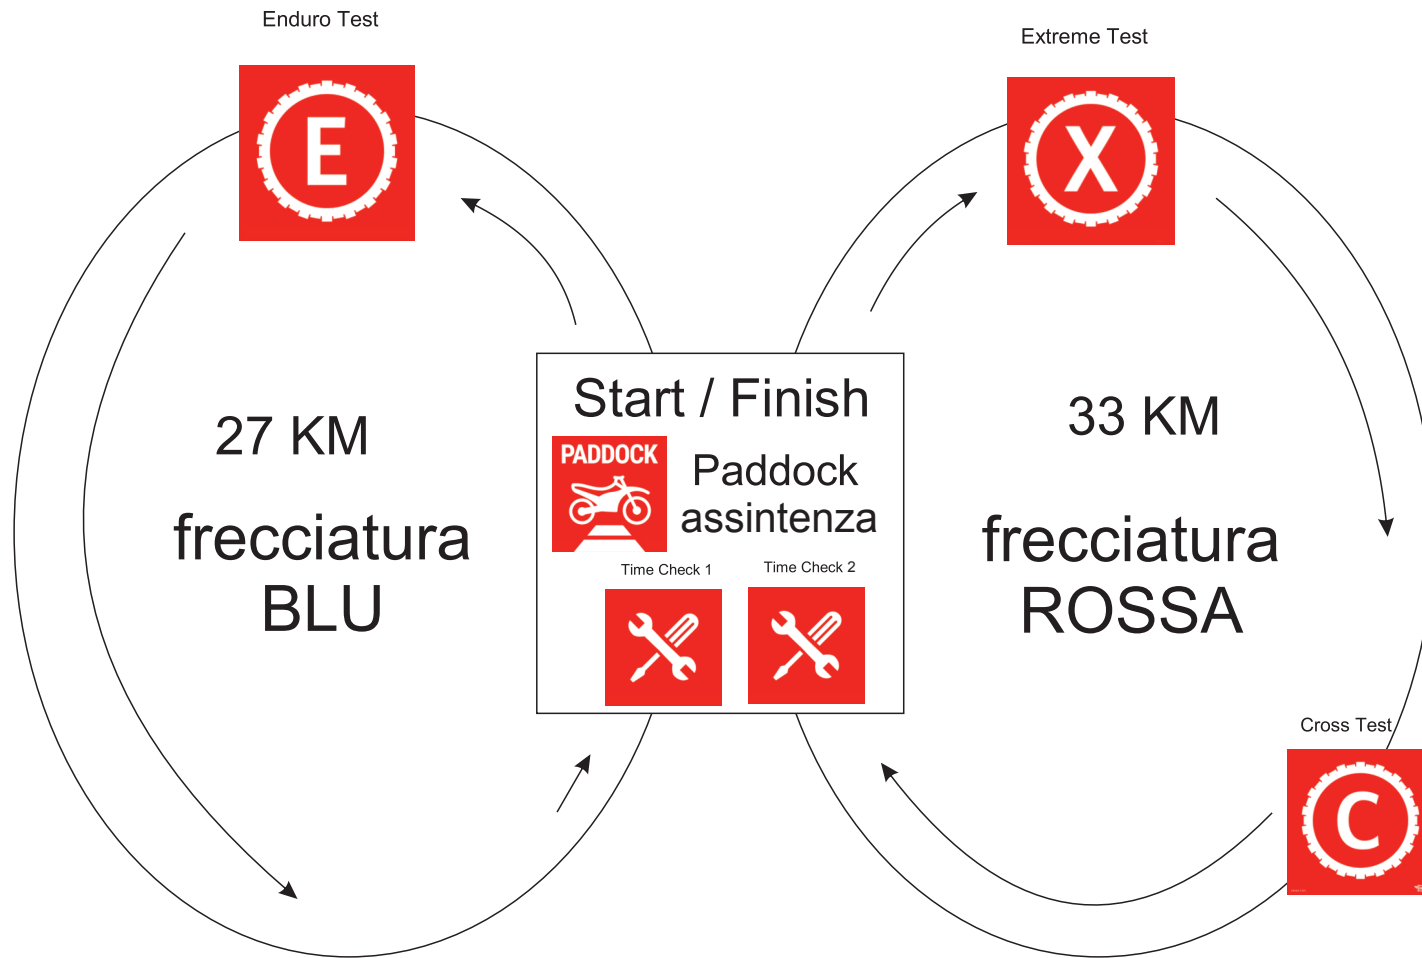 Enduro Test
E
Extreme Test
X
27 KM
frecciatura
BLU
Start / Finish
PADDOCK
Paddock
assintenza
Time Check 1
Time Check 2
33 KM
frecciatura
ROSSA
Cross Test
C